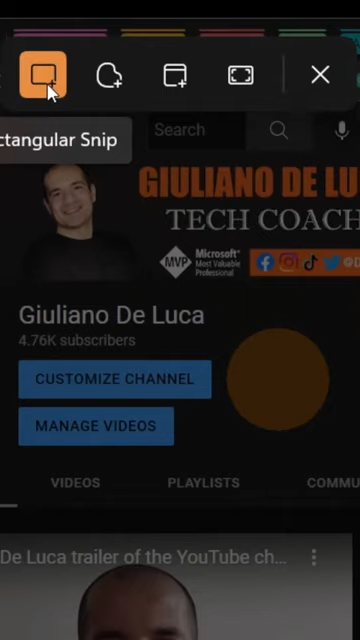 ctangular Snip
Search
GIULIANO DE LU
TECH COACH
MVP
Microsoft®
Most Valuable
Professional
@D
Giuliano De Luca
4.76K subscribers
CUSTOMIZE CHANNEL
MANAGE VIDEOS
VIDEOS PLAYLISTS COMMU
De Luca trailer of the YouTube ch...